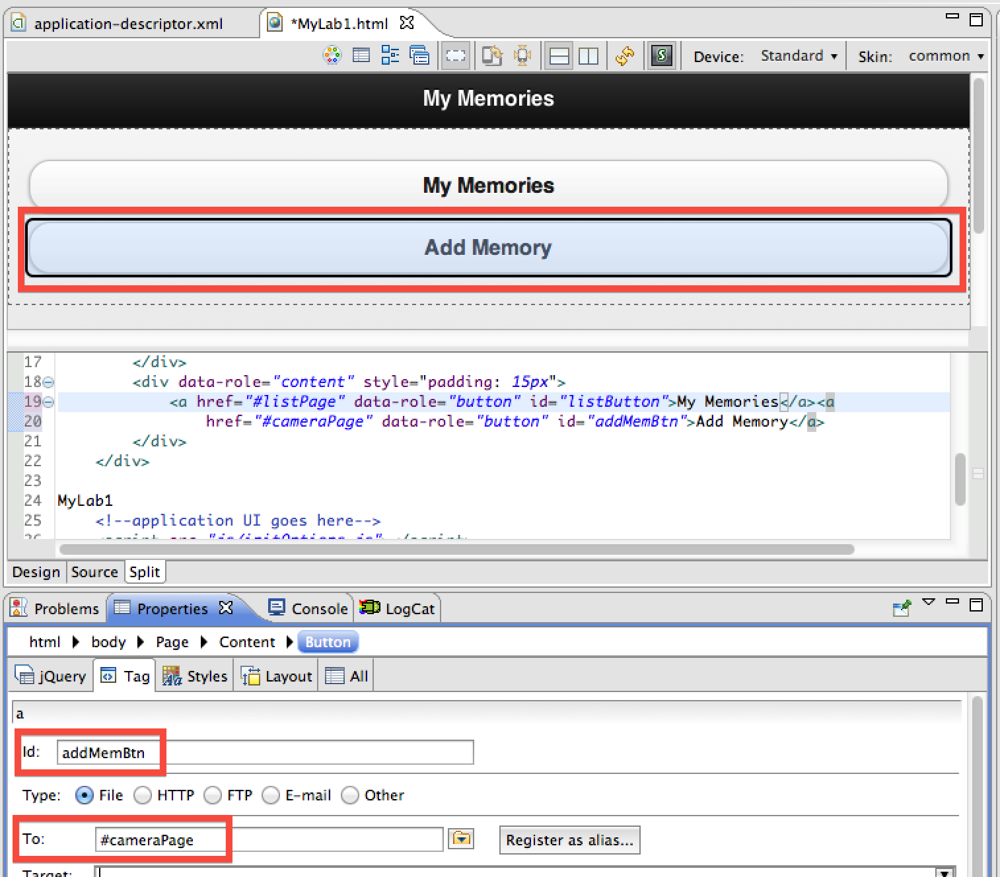 application-descriptor.xml
*MyLab1.html
Device: Standard Skin: common
My Memories
My Memories
Add Memory
17 </div>
18 <div data-role="content" style="padding: 15px">
19 <a href="#listPage" data-role="button" id="listButton">My Memories</a><a
20 href="#cameraPage" data-role="button" id="addMemBtn">Add Memory</a>
21 </div>
22 </div>
23
24 MyLab1
25 <!--application UI goes here-->
Design Source Split
Problems Properties Console LogCat
html body Page Content Button
jQuery Tag Styles Layout All
a
Id: addMemBtn
Type: File HTTP FTP E-mail Other
To: #cameraPage Register as alias...
Target: